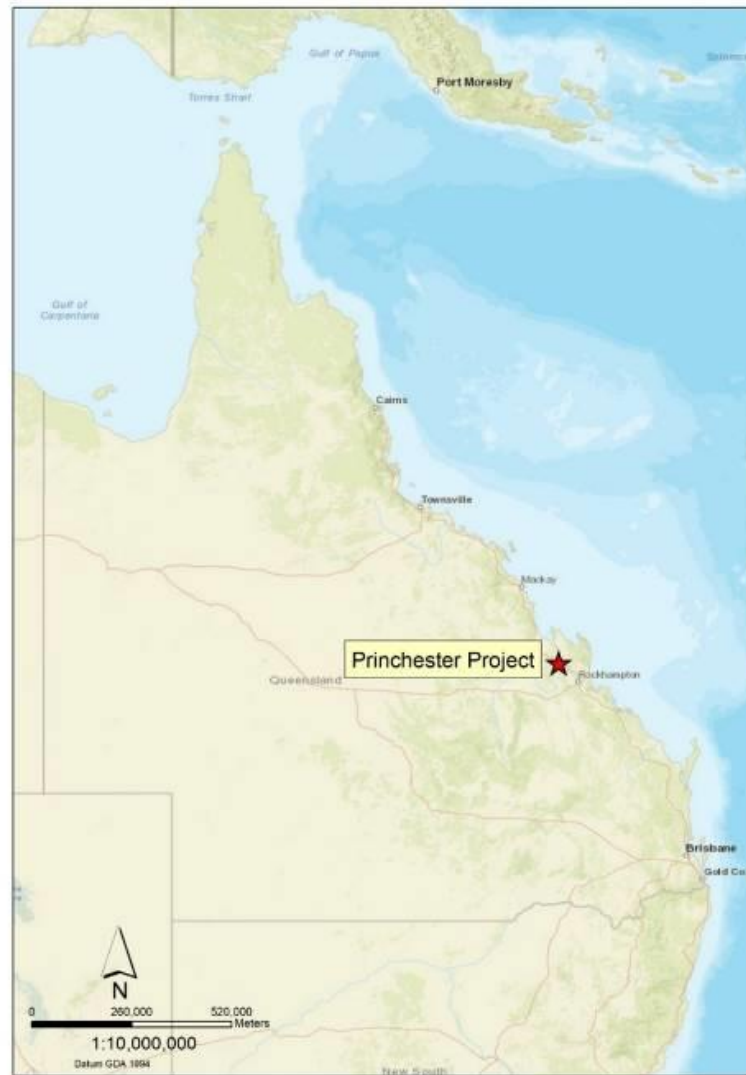 Gulf of Papua
Port Moresby
Torres Strait
Gulf of
Carpentaria
Cairns
Townsville
Mackay
Princhester Project
Rockhampton
Queensland
Brisbane
Gold Co
N
0 260,000 520,000
Meters
1:10,000,000
Datum GDA 1994
New South